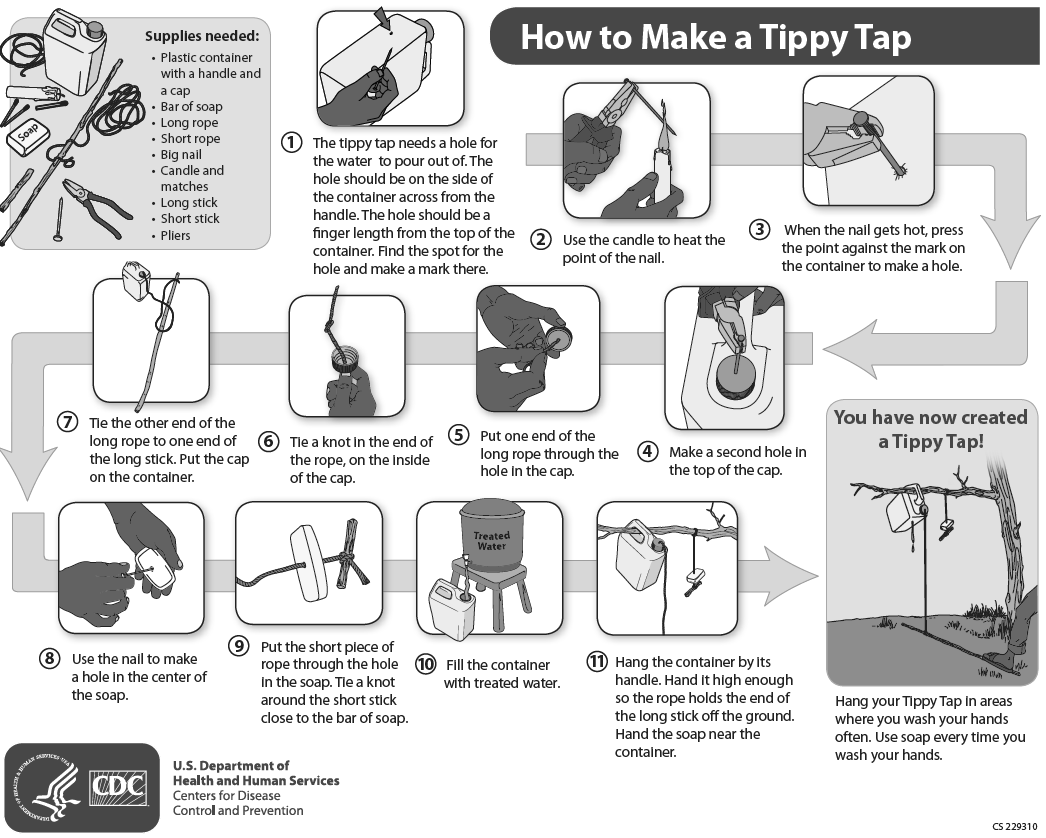 How to Make a Tippy Tap
Supplies needed:
• Plastic container
with a handle and
a cap
• Bar of soap
• Long rope
• Short rope
• Big nail
• Candle and
matches
• Long stick
• Short stick
• Pliers
Soap
1 The tippy tap needs a hole for
the water to pour out of. The
hole should be on the side of
the container across from the
handle. The hole should be a
finger length from the top of the
container. Find the spot for the
hole and make a mark there.
2 Use the candle to heat the
point of the nail.
3 When the nail gets hot, press
the point against the mark on
the container to make a hole.
4 Make a second hole in
the top of the cap.
5 Put one end of the
long rope through the
hole in the cap.
6 Tie a knot in the end of
the rope, on the inside
of the cap.
7 Tie the other end of the
long rope to one end of
the long stick. Put the cap
on the container.
8 Use the nail to make
a hole in the center of
the soap.
9 Put the short piece of
rope through the hole
in the soap. Tie a knot
around the short stick
close to the bar of soap.
Treated
Water
10 Fill the container
with treated water.
11 Hang the container by its
handle. Hand it high enough
so the rope holds the end of
the long stick off the ground.
Hand the soap near the
container.
You have now created
a Tippy Tap!
Hang your Tippy Tap in areas
where you wash your hands
often. Use soap every time you
wash your hands.
DEPARTMENT OF HEALTH & HUMAN SERVICES • USA
CDC
U.S. Department of
Health and Human Services
Centers for Disease
Control and Prevention
CS 229310